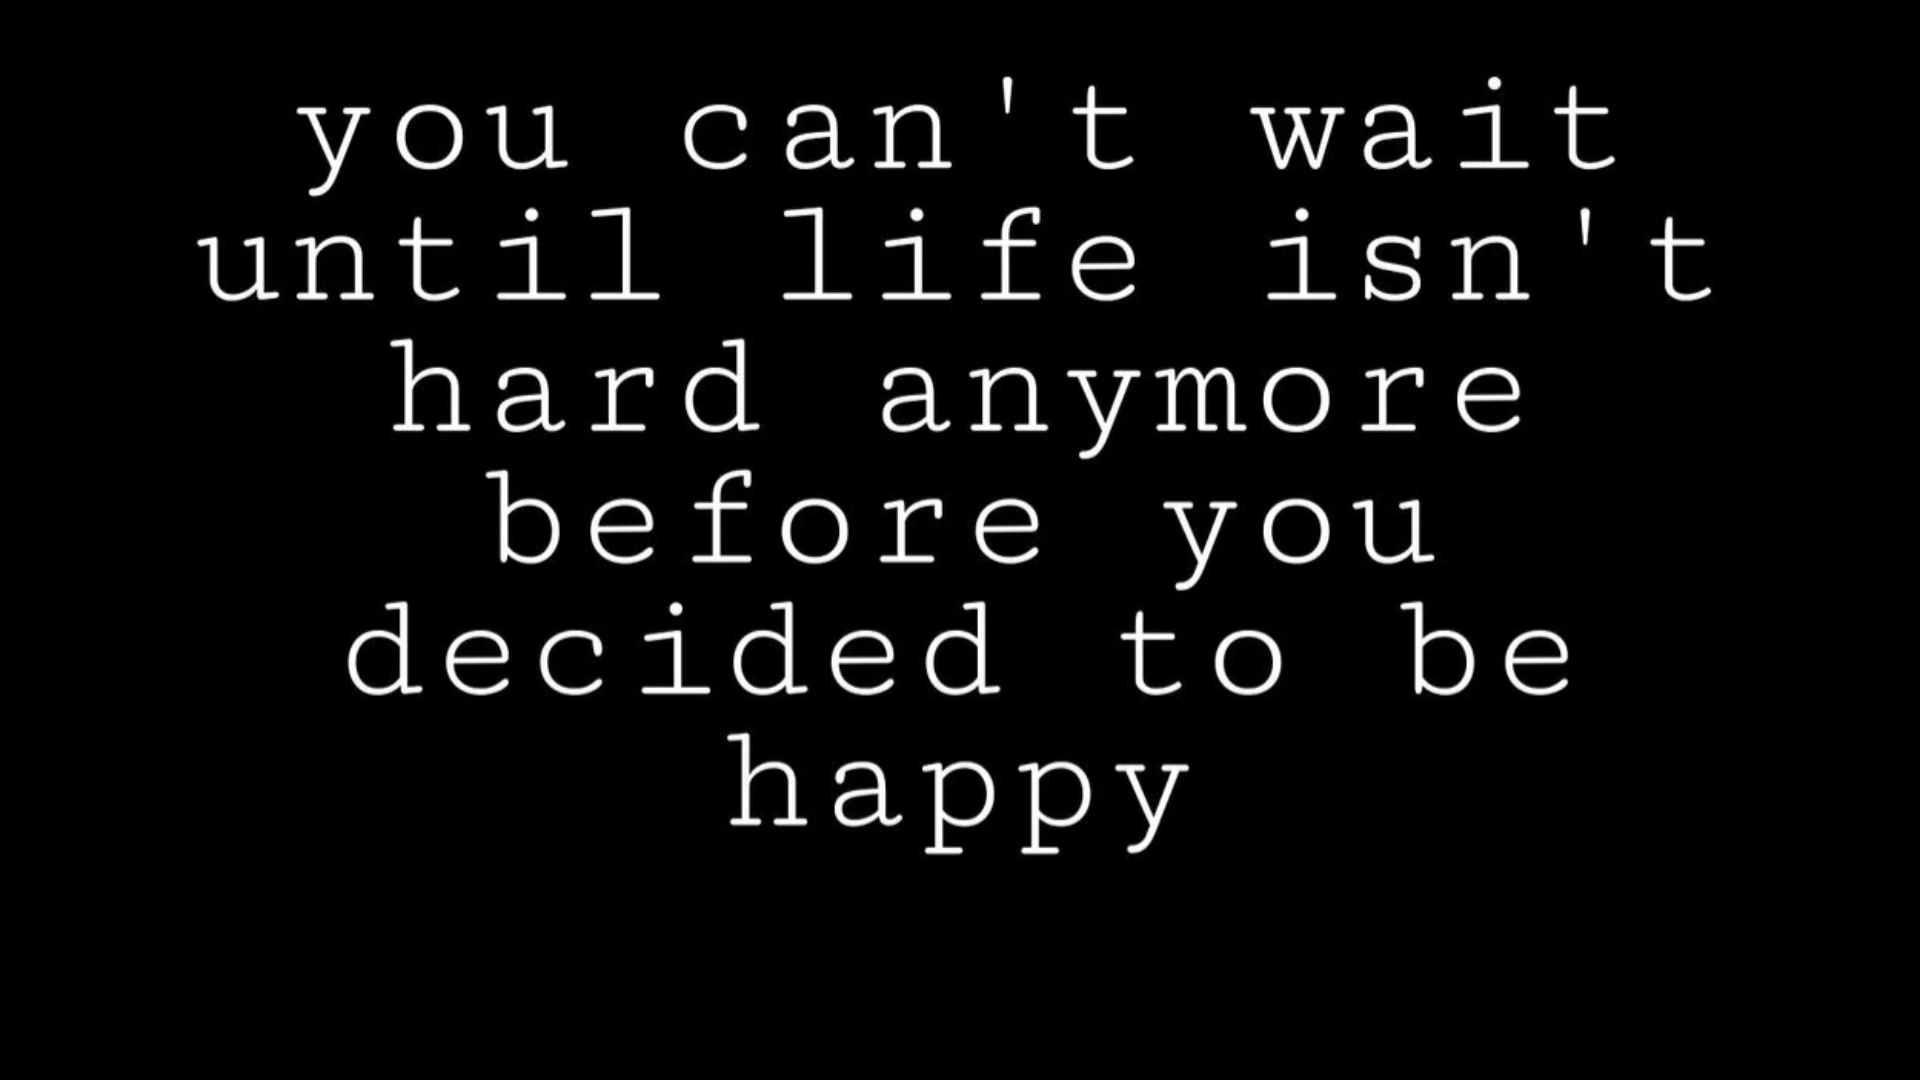 you can't wait
until life isn't
hard anymore
before you
decided to be
happy